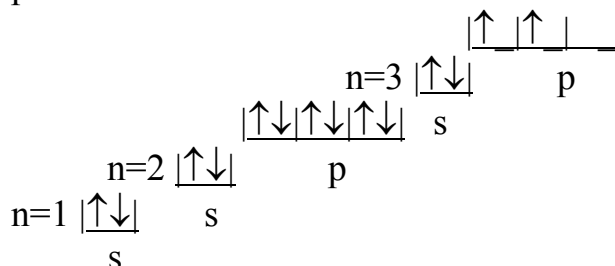 |↑_|↑_|__
n=3 |↑↓| p
|↑↓|↑↓|↑↓| s
n=2 |↑↓| p
n=1 |↑↓| s
s